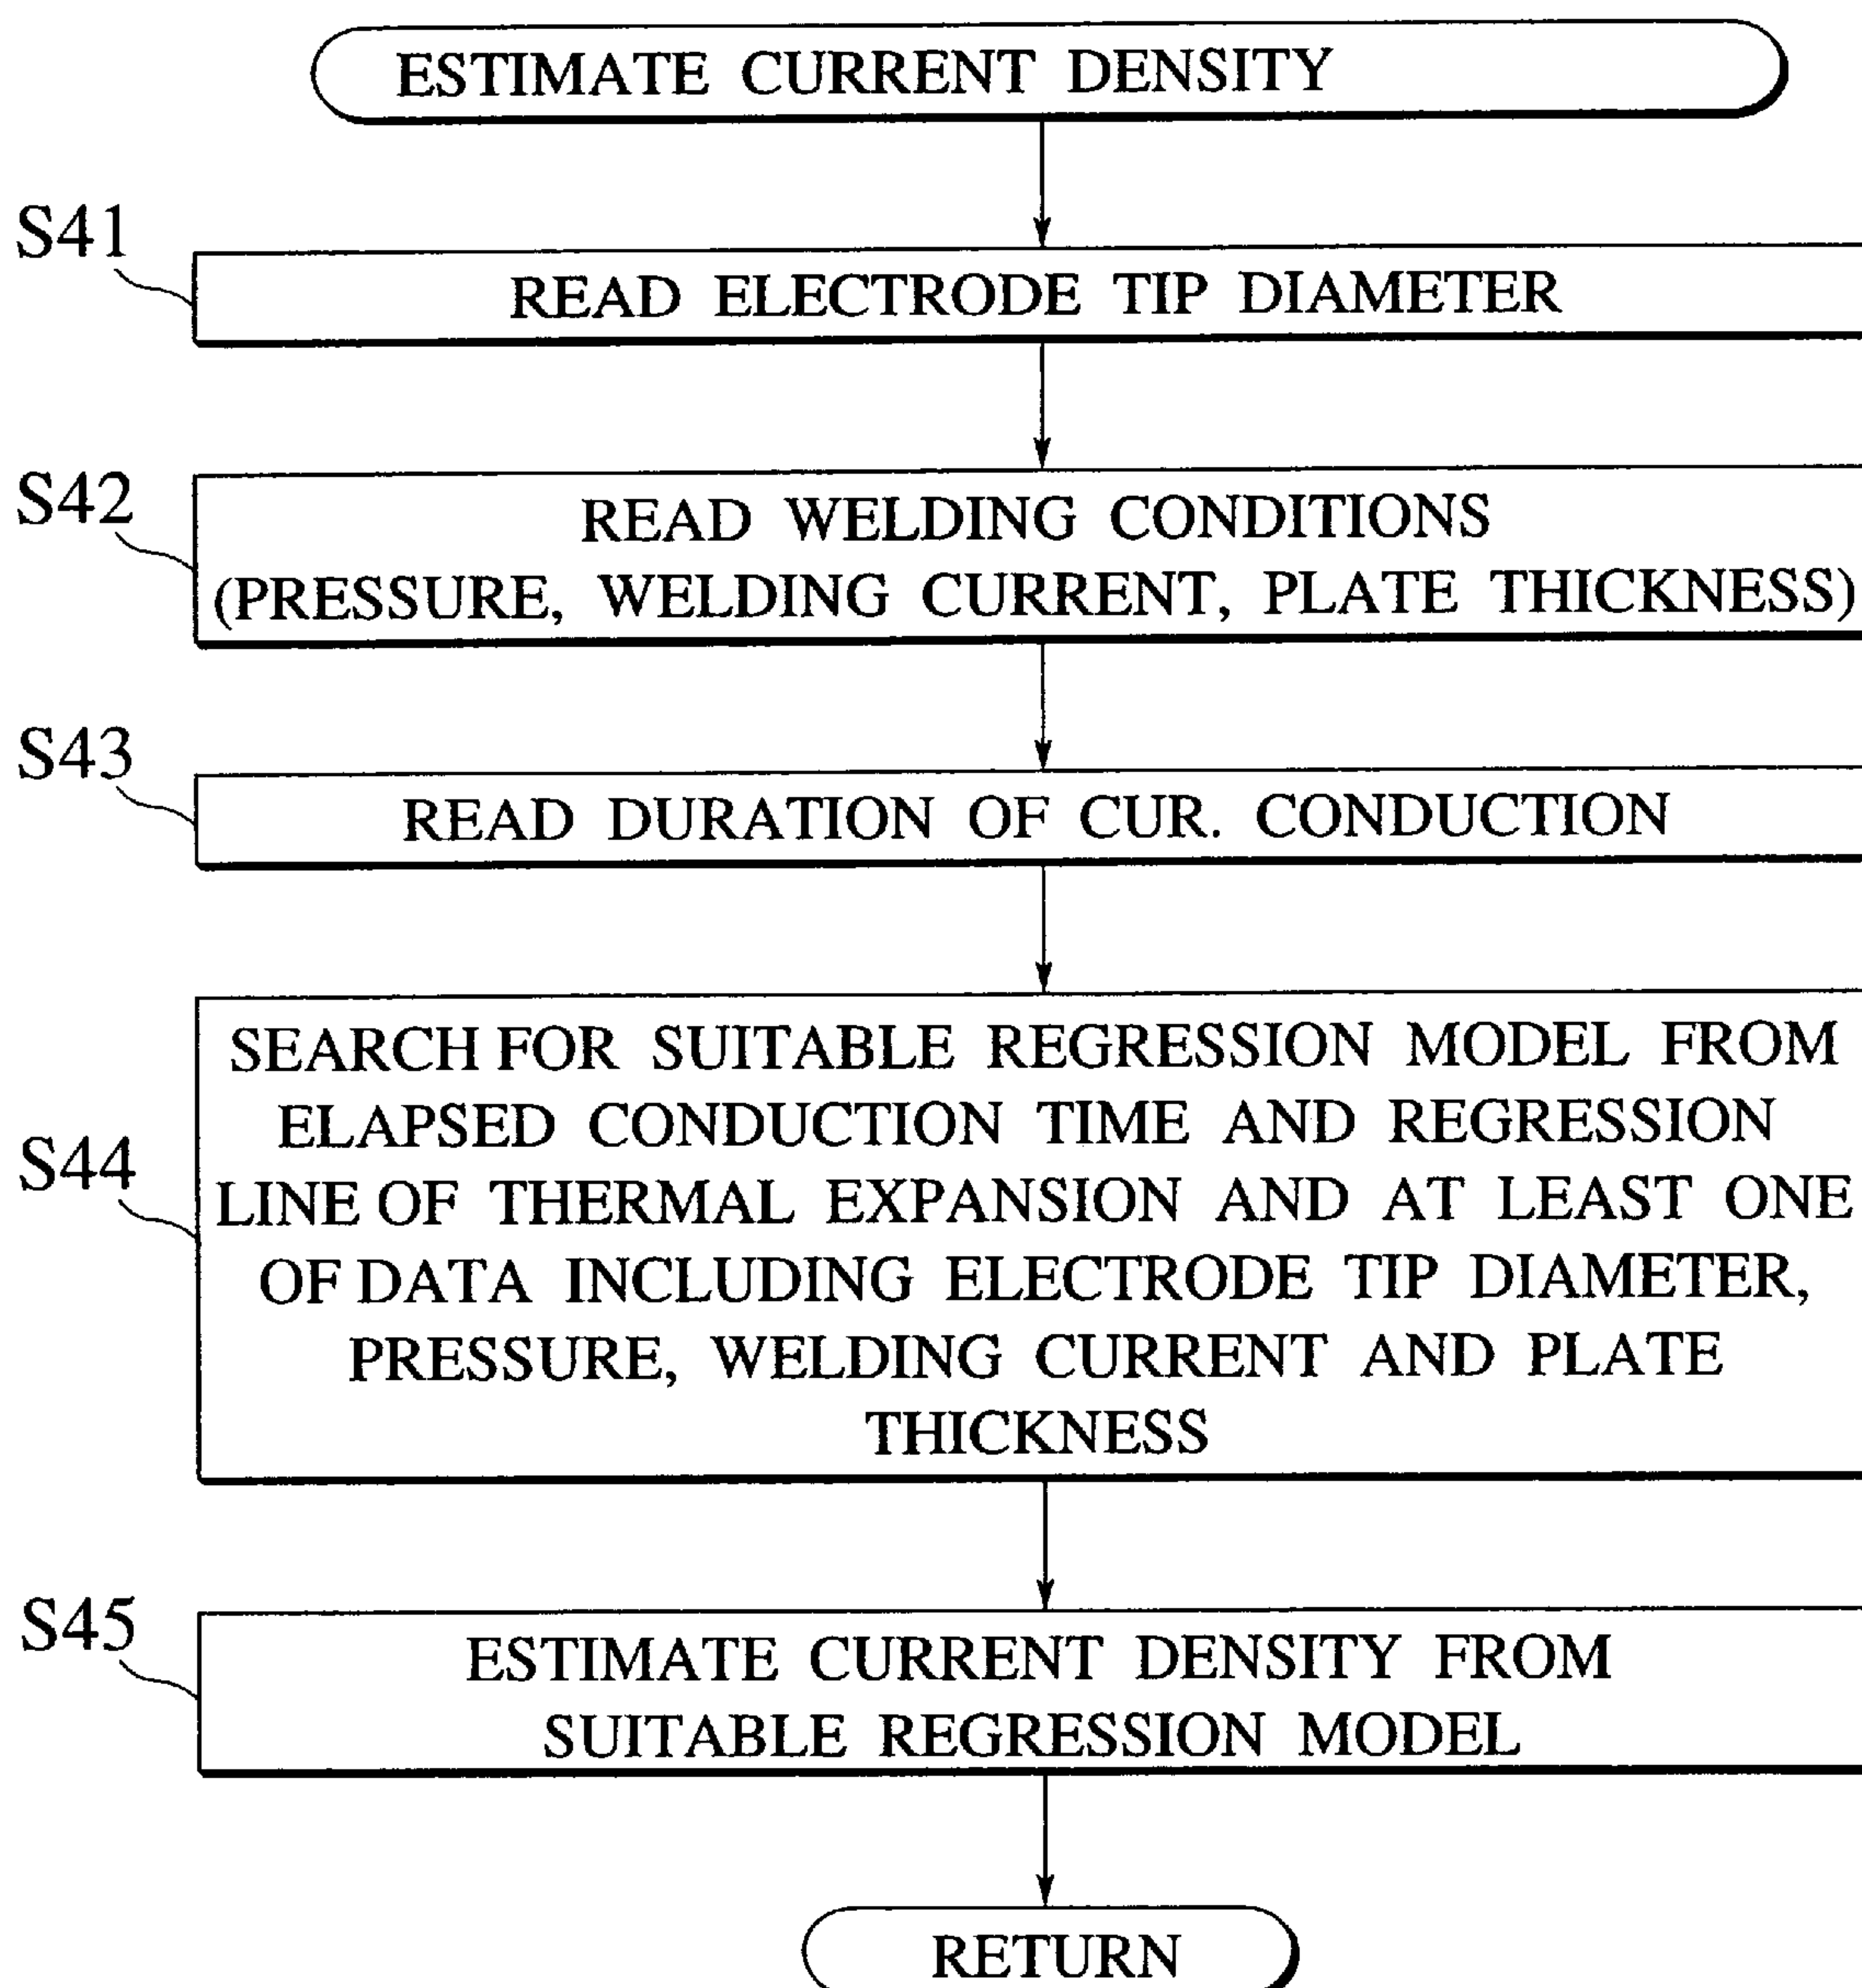 ESTIMATE CURRENT DENSITY
S41
READ ELECTRODE TIP DIAMETER
S42
READ WELDING CONDITIONS
(PRESSURE, WELDING CURRENT, PLATE THICKNESS)
S43
READ DURATION OF CUR. CONDUCTION
S44
SEARCH FOR SUITABLE REGRESSION MODEL FROM
ELAPSED CONDUCTION TIME AND REGRESSION
LINE OF THERMAL EXPANSION AND AT LEAST ONE
OF DATA INCLUDING ELECTRODE TIP DIAMETER,
PRESSURE, WELDING CURRENT AND PLATE
THICKNESS
S45
ESTIMATE CURRENT DENSITY FROM
SUITABLE REGRESSION MODEL
RETURN